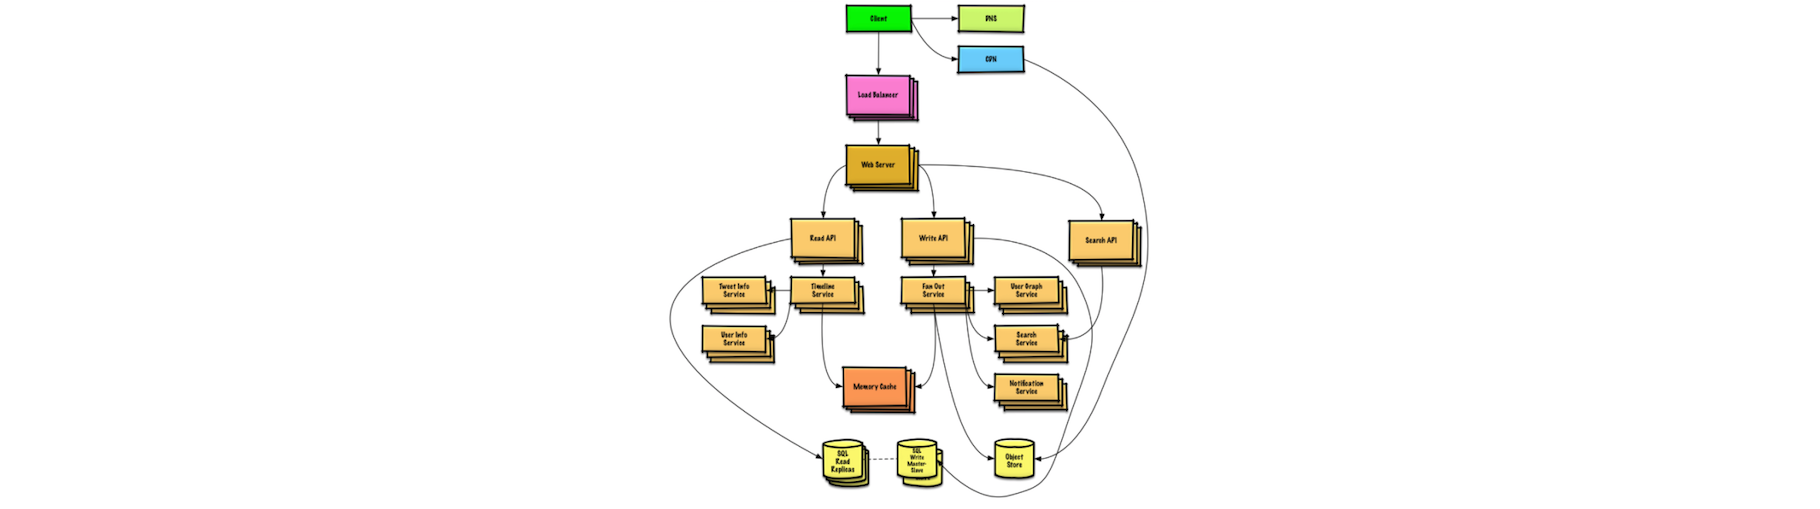 Client
DNS
CDN
Load Balancer
Web Server
Read API
Write API
Search API
Tweet Info
Service
Timeline
Service
Fan Out
Service
User Graph
Service
User Info
Service
Search
Service
Memory Cache
Notification
Service
SQL
Read
Replicas
SQL
Write
Master-
Slave
Object
Store